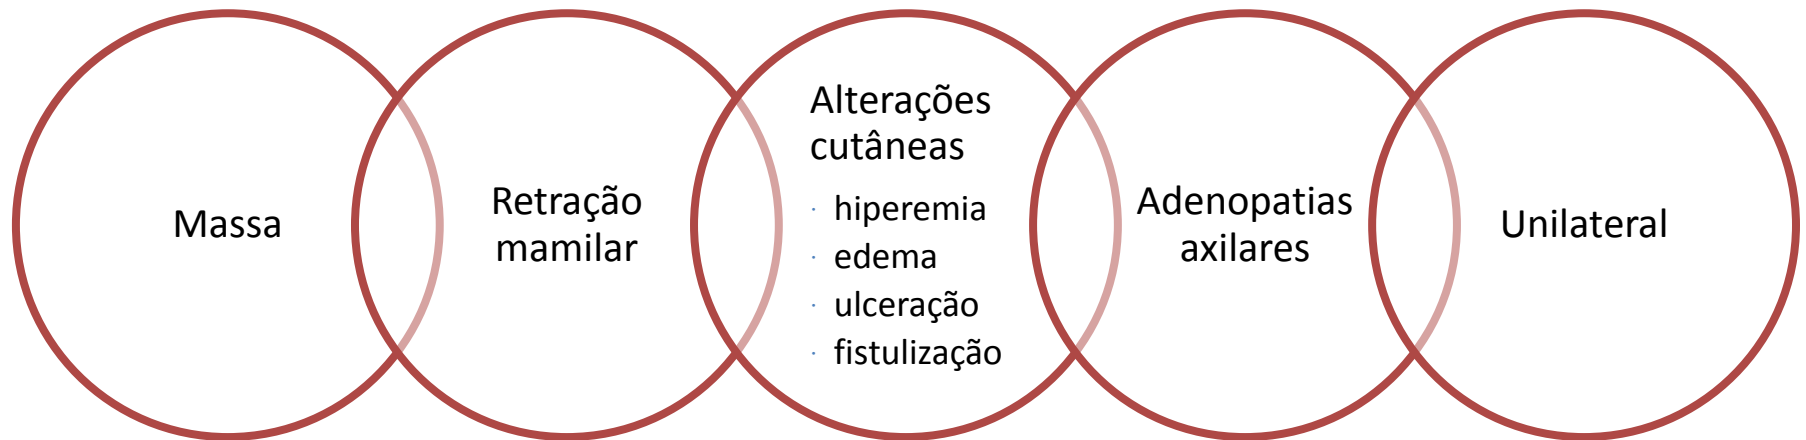 Massa
Retração
mamilar
Alterações
cutâneas
· hiperemia
· edema
· ulceração
· fistulização
Adenopatias
axilares
Unilateral